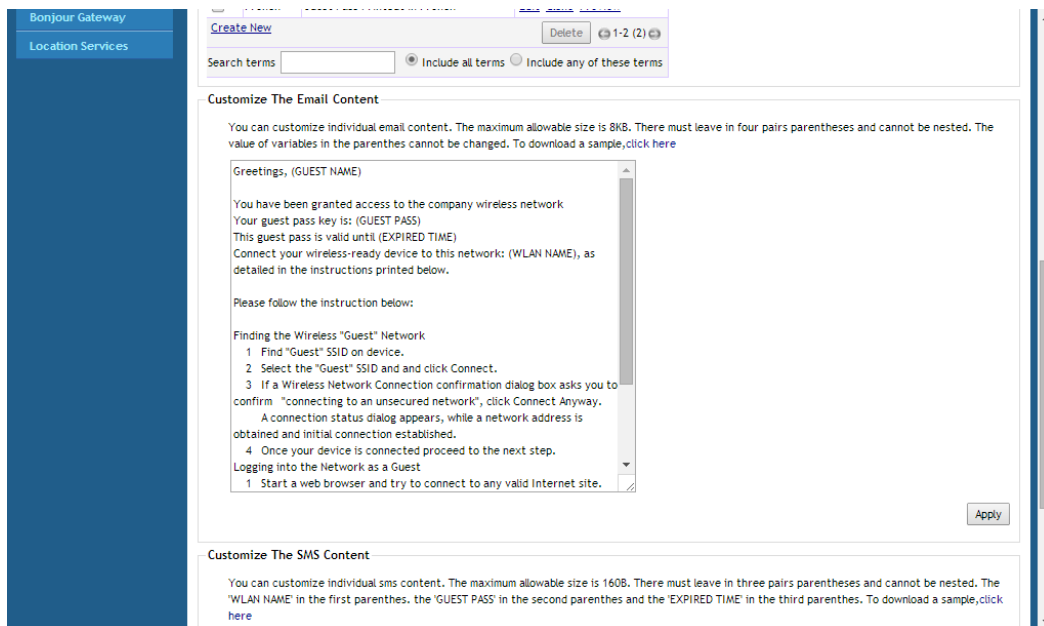 Bonjour Gateway
Location Services
Create New
Delete
1-2 (2)
Search terms
Include all terms
Include any of these terms
Customize The Email Content
You can customize individual email content. The maximum allowable size is 8KB. There must leave in four pairs parentheses and cannot be nested. The
value of variables in the parenthes cannot be changed. To download a sample,click here
Greetings, (GUEST NAME)
You have been granted access to the company wireless network
Your guest pass key is: (GUEST PASS)
This guest pass is valid until (EXPIRED TIME)
Connect your wireless-ready device to this network: (WLAN NAME), as
detailed in the instructions printed below.
Please follow the instruction below:
Finding the Wireless "Guest" Network
1 Find "Guest" SSID on device.
2 Select the "Guest" SSID and and click Connect.
3 If a Wireless Network Connection confirmation dialog box asks you to
confirm "connecting to an unsecured network", click Connect Anyway.
A connection status dialog appears, while a network address is
obtained and initial connection established.
4 Once your device is connected proceed to the next step.
Logging into the Network as a Guest
1 Start a web browser and try to connect to any valid Internet site.
Apply
Customize The SMS Content
You can customize individual sms content. The maximum allowable size is 160B. There must leave in three pairs parentheses and cannot be nested. The
'WLAN NAME' in the first parenthes. the 'GUEST PASS' in the second parenthes and the 'EXPIRED TIME' in the third parenthes. To download a sample,click
here